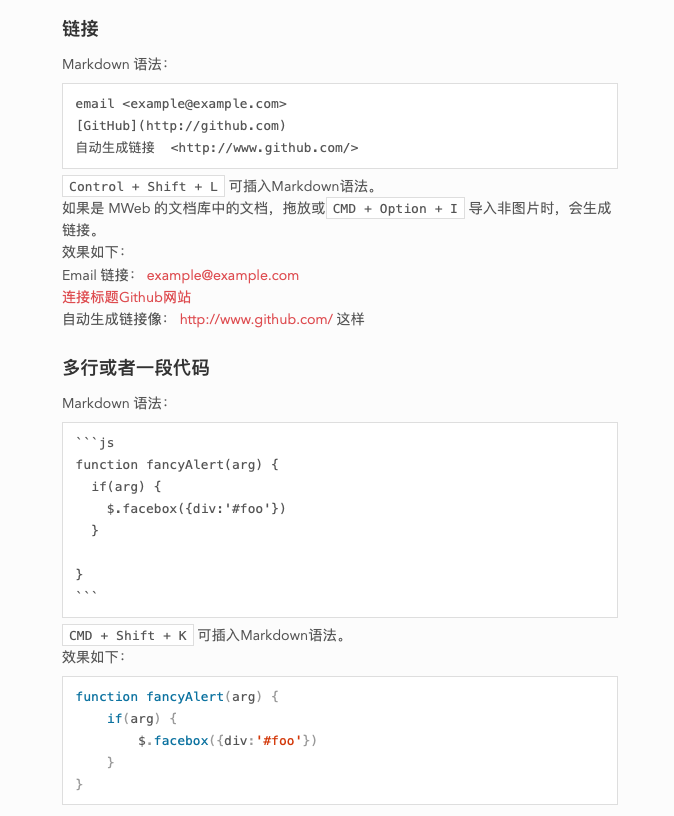 链接
Markdown 语法：
email <example@example.com>
[GitHub](http://github.com)
自动生成链接  <http://www.github.com/>
Control + Shift + L 可插入Markdown语法。
如果是 MWeb 的文档库中的文档，拖放或 CMD + Option + I 导入非图片时，会生成
链接。
效果如下：
Email 链接： example@example.com
连接标题Github网站
自动生成链接像： http://www.github.com/ 这样
多行或者一段代码
Markdown 语法：
```js
function fancyAlert(arg) {
  if(arg) {
    $.facebox({div:'#foo'})
  }

}
```
CMD + Shift + K 可插入Markdown语法。
效果如下：
function fancyAlert(arg) {
    if(arg) {
        $.facebox({div:'#foo'})
    }
}